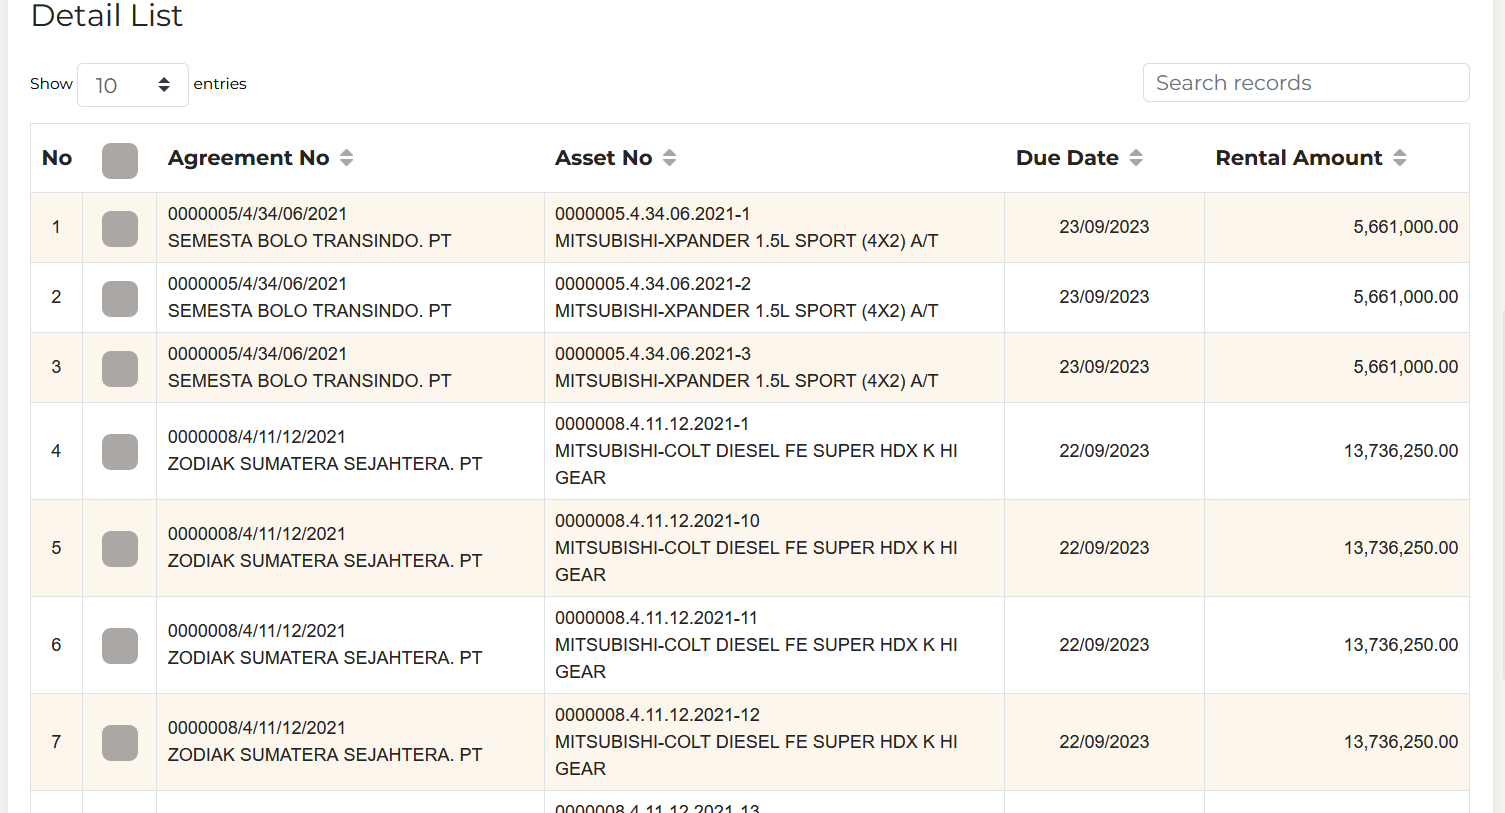 Detail List
Show 10 entries
Search records
No Agreement No Asset No Due Date Rental Amount
1
0000005/4/34/06/2021
SEMESTA BOLO TRANSINDO. PT
0000005.4.34.06.2021-1
MITSUBISHI-XPANDER 1.5L SPORT (4X2) A/T
23/09/2023
5,661,000.00
2
0000005/4/34/06/2021
SEMESTA BOLO TRANSINDO. PT
0000005.4.34.06.2021-2
MITSUBISHI-XPANDER 1.5L SPORT (4X2) A/T
23/09/2023
5,661,000.00
3
0000005/4/34/06/2021
SEMESTA BOLO TRANSINDO. PT
0000005.4.34.06.2021-3
MITSUBISHI-XPANDER 1.5L SPORT (4X2) A/T
23/09/2023
5,661,000.00
4
0000008/4/11/12/2021
ZODIAK SUMATERA SEJAHTERA. PT
0000008.4.11.12.2021-1
MITSUBISHI-COLT DIESEL FE SUPER HDX K HI
GEAR
22/09/2023
13,736,250.00
5
0000008/4/11/12/2021
ZODIAK SUMATERA SEJAHTERA. PT
0000008.4.11.12.2021-10
MITSUBISHI-COLT DIESEL FE SUPER HDX K HI
GEAR
22/09/2023
13,736,250.00
6
0000008/4/11/12/2021
ZODIAK SUMATERA SEJAHTERA. PT
0000008.4.11.12.2021-11
MITSUBISHI-COLT DIESEL FE SUPER HDX K HI
GEAR
22/09/2023
13,736,250.00
7
0000008/4/11/12/2021
ZODIAK SUMATERA SEJAHTERA. PT
0000008.4.11.12.2021-12
MITSUBISHI-COLT DIESEL FE SUPER HDX K HI
GEAR
22/09/2023
13,736,250.00
0000008.4.11.12.2021-13